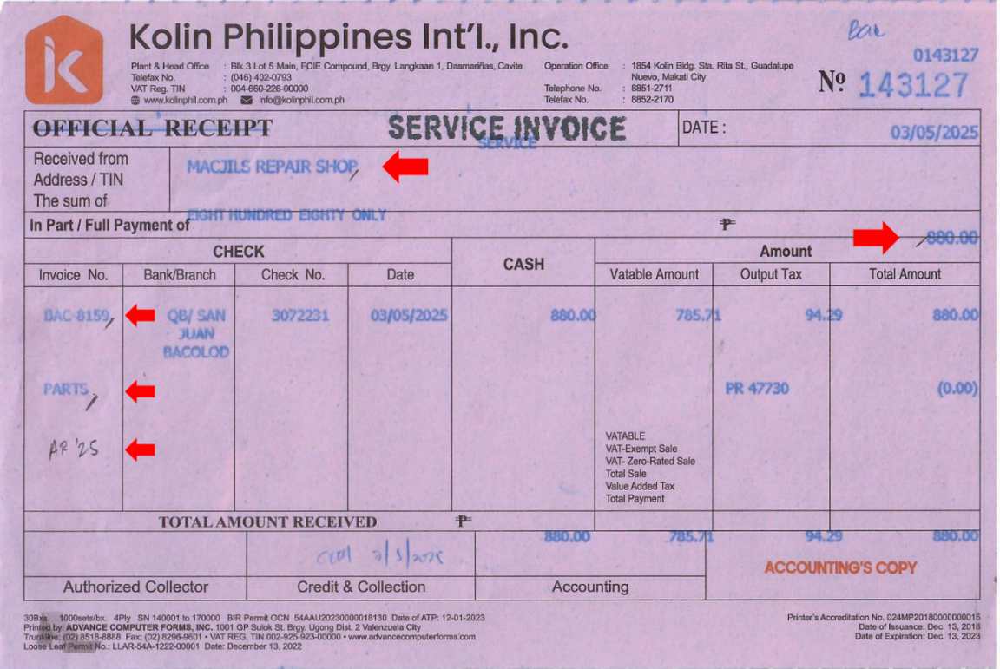 Kolin Philippines Int'l., Inc.
Plant & Head Office : Blk 3 Lot 5 Main, FCIE Compound, Brgy. Langkaan 1, Dasmariñas, Cavite
Telefax No. : (046) 402-0793
VAT Reg. TIN : 004-660-226-00000
www.kolinphil.com.ph info@kolinphil.com.ph
Operation Office : 1854 Kolin Bldg. Sta. Rita St., Guadalupe
Nuevo, Makati City
Telephone No. : 8851-2711
Telefax No. : 8852-2170
0143127
Nº 143127
OFFICIAL RECEIPT
SERVICE INVOICE
SERVICE
DATE : 03/05/2025
Received from MACJILS REPAIR SHOP
Address / TIN
The sum of
EIGHT HUNDRED EIGHTY ONLY
In Part / Full Payment of ₱ 880.00
CHECK CASH Amount
Invoice No. Bank/Branch Check No. Date Vatable Amount Output Tax Total Amount
BAC-8159 QB/ SAN 3072231 03/05/2025 880.00 785.71 94.29 880.00
JUAN
BACOLOD
PARTS PR 47730 (0.00)
AR '25
VATABLE
VAT-Exempt Sale
VAT- Zero-Rated Sale
Total Sale
Value Added Tax
Total Payment
TOTAL AMOUNT RECEIVED ₱
880.00 785.71 94.29 880.00
ACCOUNTING'S COPY
Authorized Collector Credit & Collection Accounting
30Bxs. 1000sets/bx. 4Ply SN 140001 to 170000 BIR Permit OCN 54AAU20230000018130 Date of ATP: 12-01-2023
Printed by: ADVANCE COMPUTER FORMS, INC. 1001 GP Sulok St. Brgy. Ugong Dist. 2 Valenzuela City
Trunkline: (02) 8518-8888 Fax: (02) 8296-9601 • VAT REG. TIN 002-925-923-00000 • www.advancecomputerforms.com
Loose Leaf Permit No.: LLAR-54A-1222-00001 Date: December 13, 2022
Printer's Accreditation No. 024MP20180000000015
Date of Issuance: Dec. 13, 2018
Date of Expiration: Dec. 13, 2023